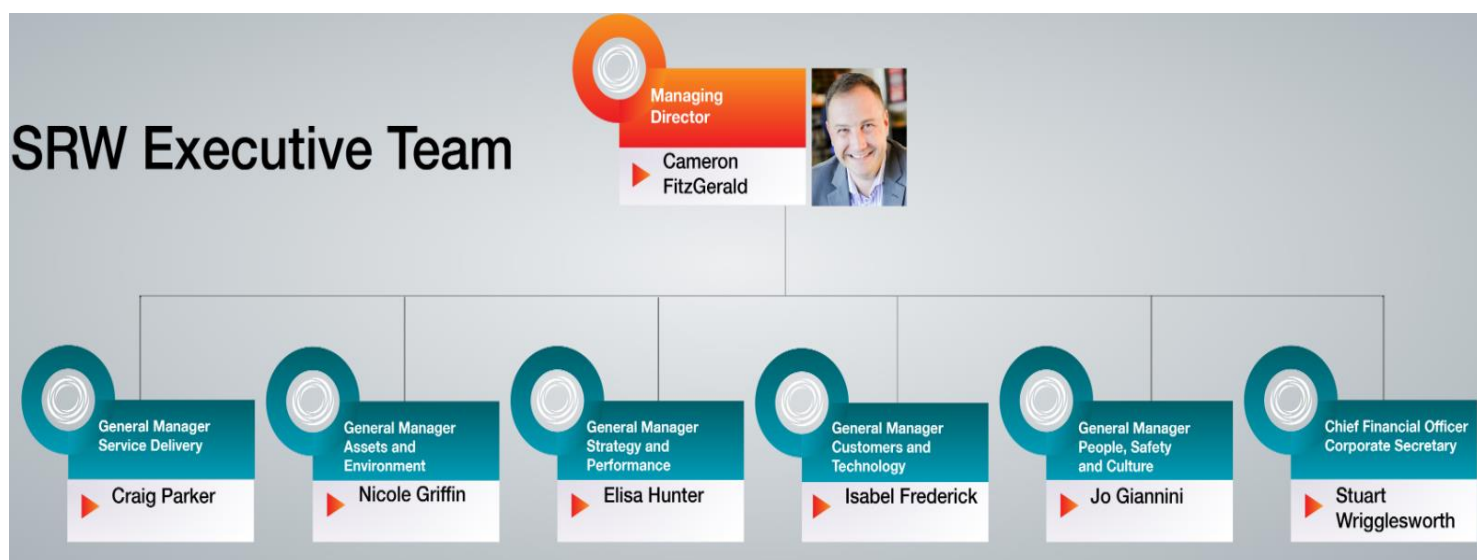 SRW Executive Team
Managing
Director
Cameron
FitzGerald
General Manager
Service Delivery
Craig Parker
General Manager
Assets and
Environment
Nicole Griffin
General Manager
Strategy and
Performance
Elisa Hunter
General Manager
Customers and
Technology
Isabel Frederick
General Manager
People, Safety
and Culture
Jo Giannini
Chief Financial Officer
Corporate Secretary
Stuart
Wrigglesworth